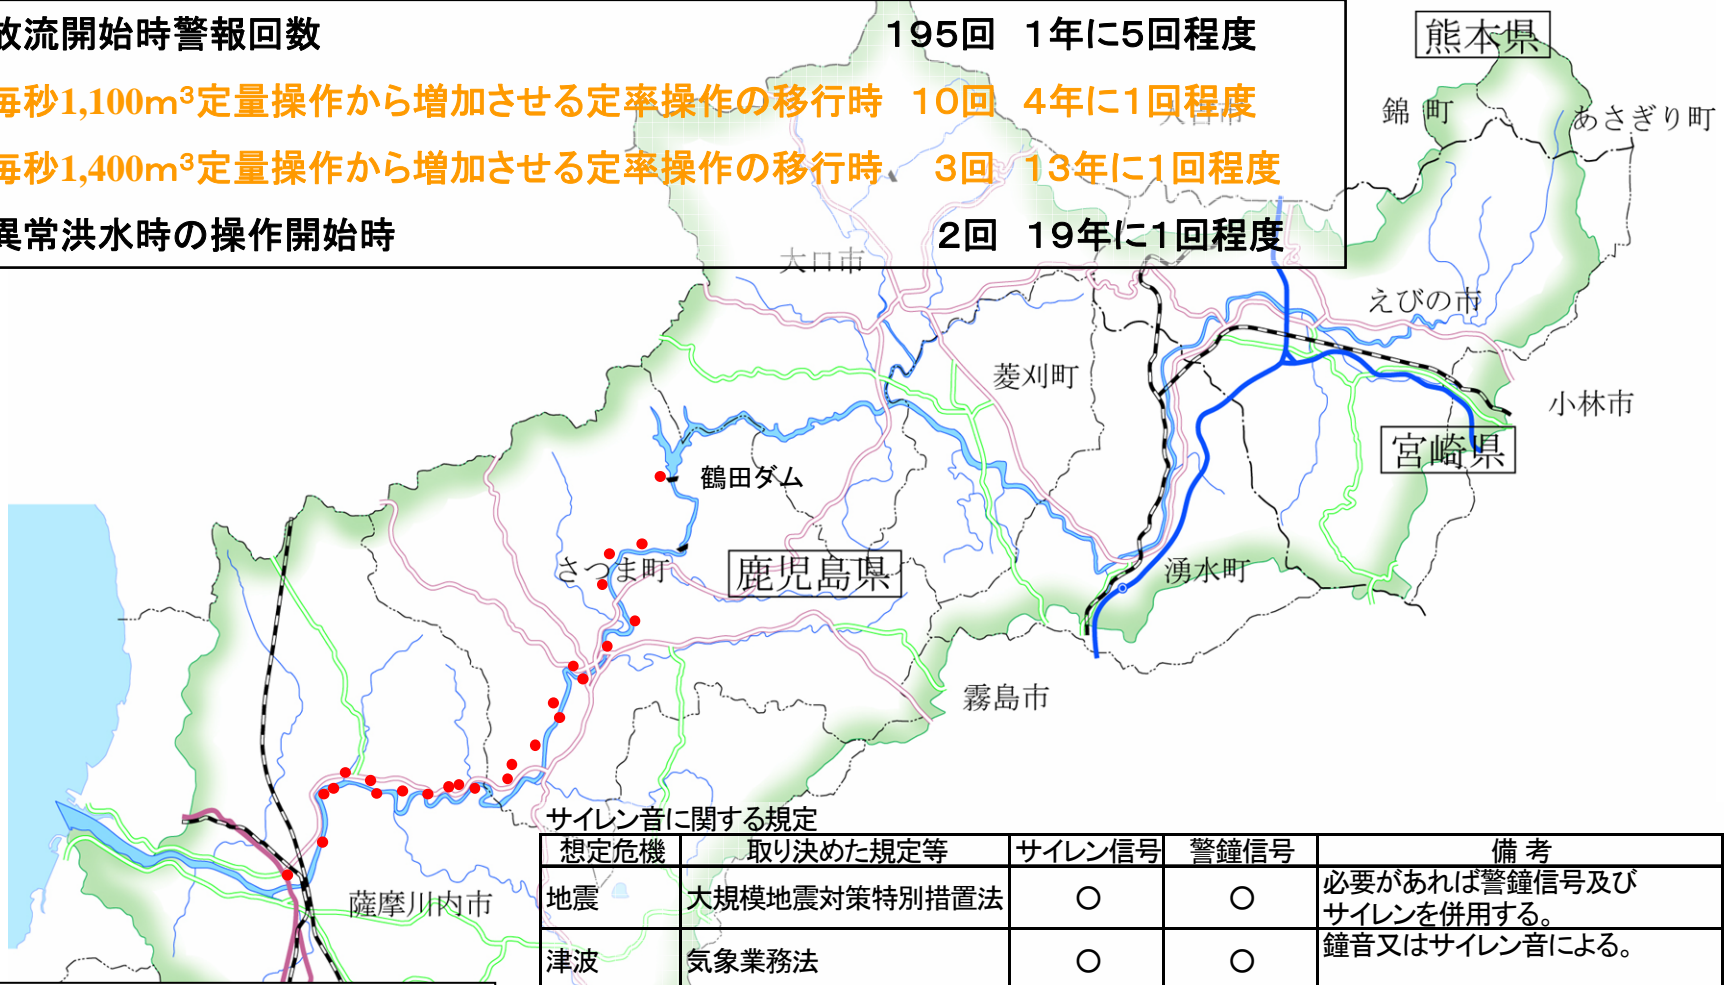 放流開始時警報回数 195回 1年に5回程度
毎秒1,100m³定量操作から増加させる定率操作の移行時 10回 4年に1回程度
毎秒1,400m³定量操作から増加させる定率操作の移行時 3回 13年に1回程度
異常洪水時の操作開始時 2回 19年に1回程度
熊本県
錦町
あさぎり町
人吉市
大口市
えびの市
菱刈町
小林市
宮崎県
鶴田ダム
さつま町
鹿児島県
湧水町
霧島市
薩摩川内市
サイレン音に関する規定
想定危機 取り決めた規定等 サイレン信号 警鐘信号 備考
地震 大規模地震対策特別措置法 ○ ○ 必要があれば警鐘信号及び
サイレンを併用する。
津波 気象業務法 ○ ○ 鐘音又はサイレン音による。